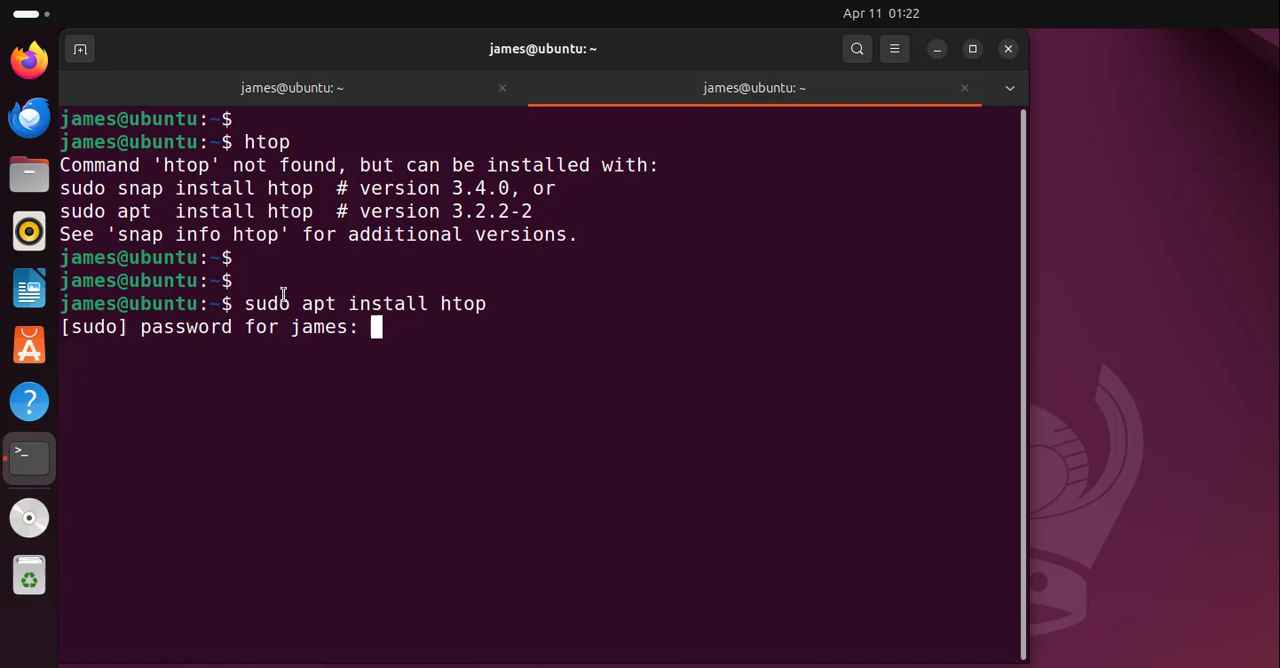 Apr 11 01:22
james@ubuntu: ~
james@ubuntu: ~
james@ubuntu: ~
james@ubuntu:~$
james@ubuntu:~$ htop
Command 'htop' not found, but can be installed with:
sudo snap install htop  # version 3.4.0, or
sudo apt  install htop  # version 3.2.2-2
See 'snap info htop' for additional versions.
james@ubuntu:~$
james@ubuntu:~$
james@ubuntu:~$ sudo apt install htop
[sudo] password for james: